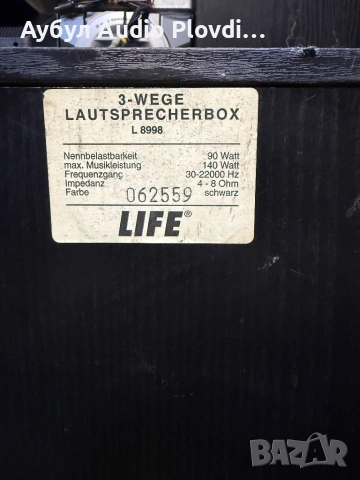 Аубул Audio Plovdi...
3-WEGE
LAUTSPRECHERBOX
L 8998
Nennbelastbarkeit 90 Watt
max. Musikleistung 140 Watt
Frequenzgang 30-22000 Hz
Impedanz 4 - 8 Ohm
Farbe 062559 schwarz
LIFE®
BAZAR